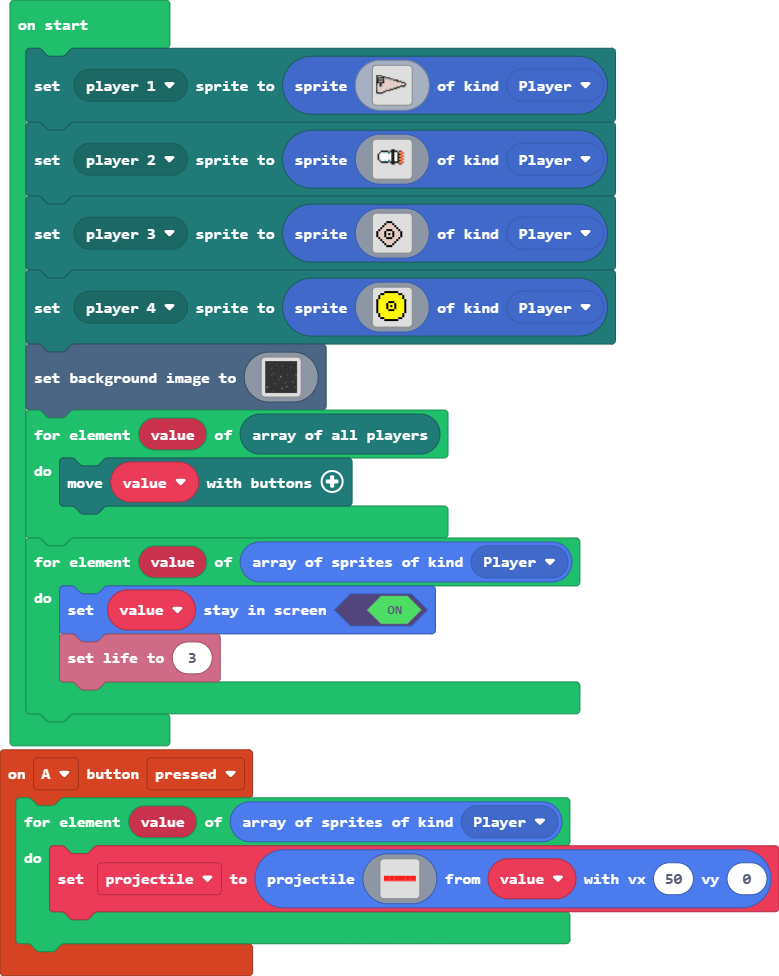 on start
set player 1 sprite to sprite of kind Player
set player 2 sprite to sprite of kind Player
set player 3 sprite to sprite of kind Player
set player 4 sprite to sprite of kind Player
set background image to
for element value of array of all players
do
move value with buttons
for element value of array of sprites of kind Player
do
set value stay in screen ON
set life to 3
on A button pressed
for element value of array of sprites of kind Player
do
set projectile to projectile from value with vx 50 vy 0